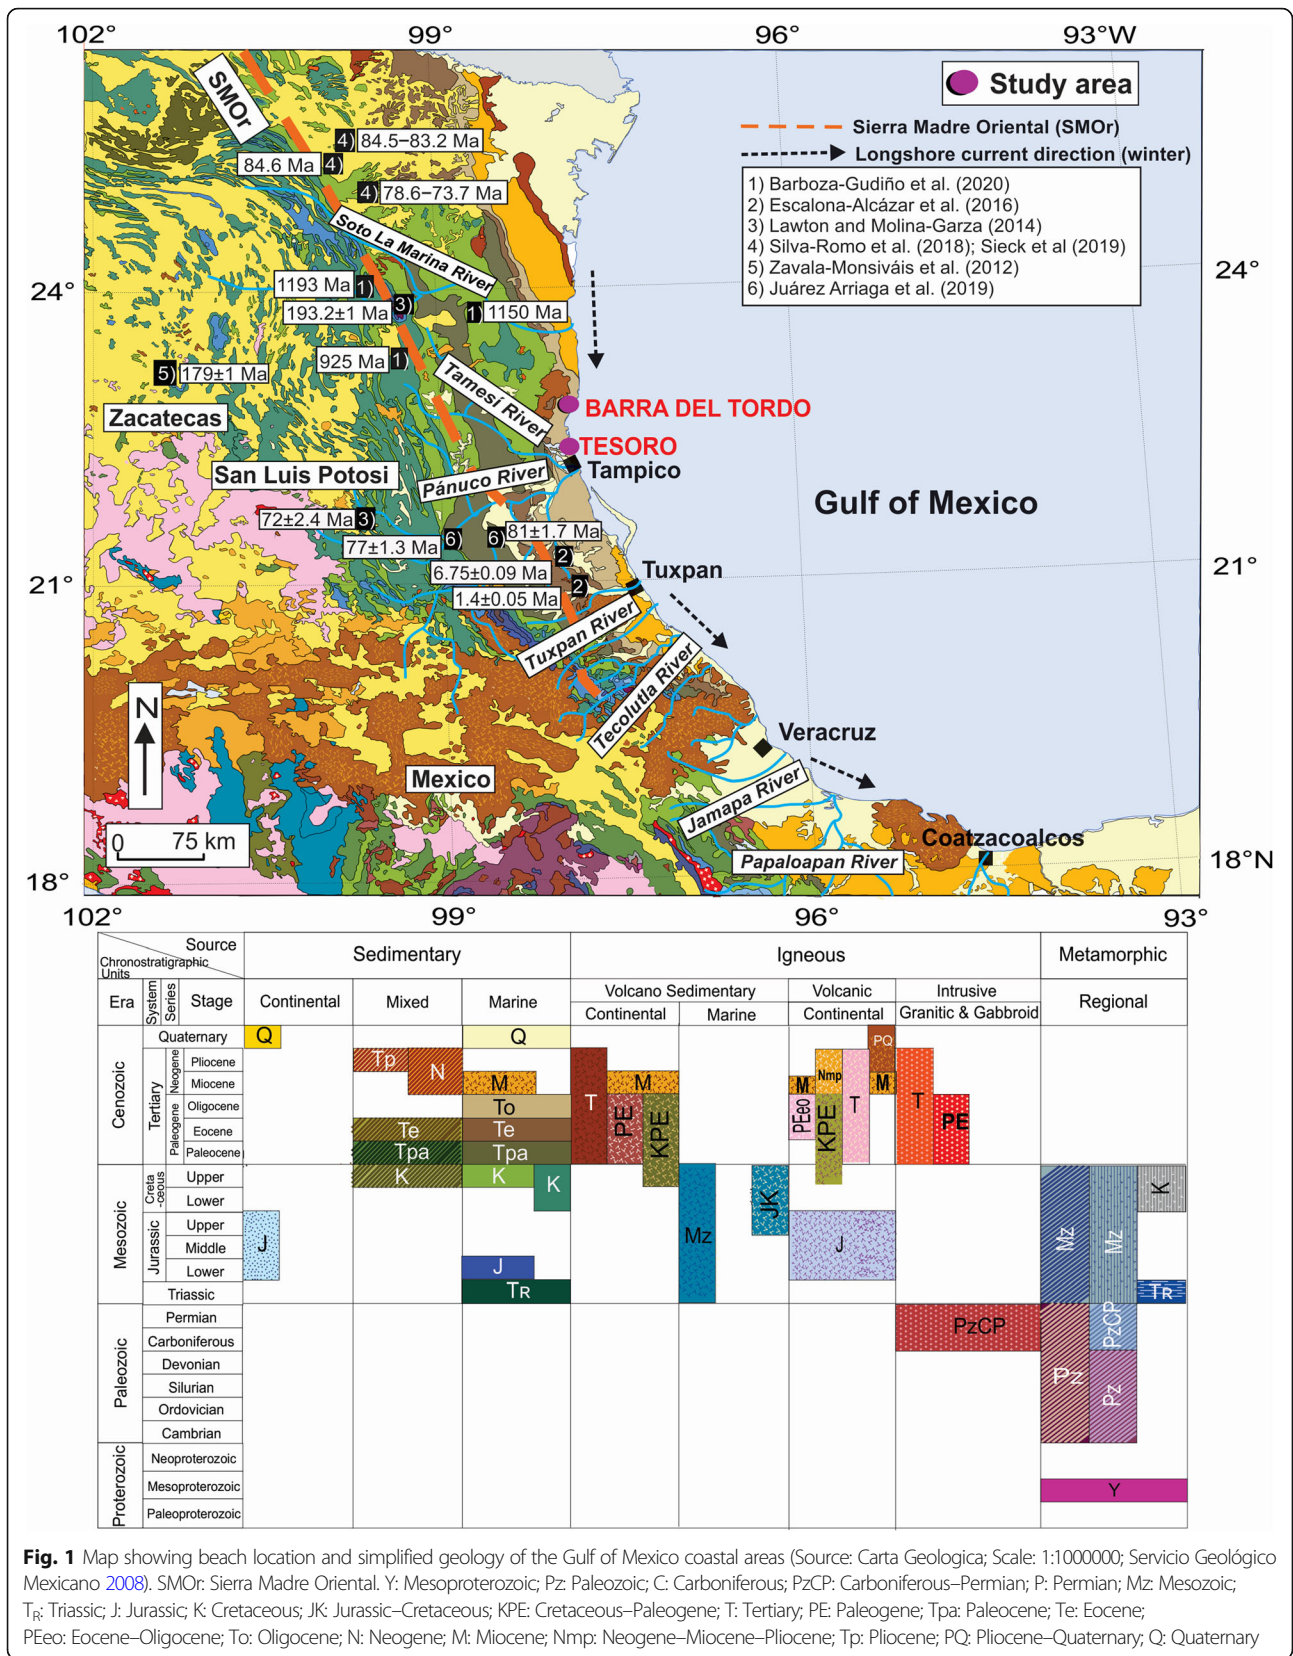 102°
99°
96°
93°W
Study area
SMOr
Sierra Madre Oriental (SMOr)
Longshore current direction (winter)
1) Barboza-Gudiño et al. (2020)
2) Escalona-Alcázar et al. (2016)
3) Lawton and Molina-Garza (2014)
4) Silva-Romo et al. (2018); Sieck et al (2019)
5) Zavala-Monsiváis et al. (2012)
6) Juárez Arriaga et al. (2019)
4) 84.5–83.2 Ma
84.6 Ma 4)
4) 78.6–73.7 Ma
Soto La Marina River
24°
24°
1193 Ma 1)
193.2±1 Ma 3)
1) 1150 Ma
925 Ma 1)
5) 179±1 Ma
Tamesí River
Zacatecas
BARRA DEL TORDO
TESORO
Tampico
San Luis Potosi
Pánuco River
Gulf of Mexico
72±2.4 Ma 3)
77±1.3 Ma 6)
6) 81±1.7 Ma
2)
6.75±0.09 Ma
2)
1.4±0.05 Ma
Tuxpan
21°
21°
Tuxpan River
Tecolutla River
N
Veracruz
Mexico
Jamapa River
0 75 km
Coatzacoalcos
Papaloapan River
18°
18°N
102°
99°
96°
93°
Source
Chronostratigraphic
Units
Sedimentary
Igneous
Metamorphic
Era
System
Series
Stage
Continental
Mixed
Marine
Volcano Sedimentary
Continental
Marine
Volcanic
Continental
Intrusive
Granitic & Gabbroid
Regional
Cenozoic
Quaternary
Q
Q
PQ
Tertiary
Neogene
Pliocene
Tp
N
T
Nmp
T
T
Miocene
M
M
M
M
Paleogene
Oligocene
To
PE
KPE
PEeo
KPE
PE
Eocene
Te
Te
Paleocene
Tpa
Tpa
Mesozoic
Creta
-ceous
Upper
K
K
K
JK
K
Lower
Jurassic
Upper
J
Mz
J
Mz
Mz
Middle
Lower
J
Triassic
TR
TR
Paleozoic
Permian
PzCP
PzCP
Carboniferous
Devonian
Pz
Pz
Silurian
Ordovician
Cambrian
Proterozoic
Neoproterozoic
Mesoproterozoic
Y
Paleoproterozoic
Fig. 1 Map showing beach location and simplified geology of the Gulf of Mexico coastal areas (Source: Carta Geologica; Scale: 1:1000000; Servicio Geológico
Mexicano 2008). SMOr: Sierra Madre Oriental. Y: Mesoproterozoic; Pz: Paleozoic; C: Carboniferous; PzCP: Carboniferous–Permian; P: Permian; Mz: Mesozoic;
TR: Triassic; J: Jurassic; K: Cretaceous; JK: Jurassic–Cretaceous; KPE: Cretaceous–Paleogene; T: Tertiary; PE: Paleogene; Tpa: Paleocene; Te: Eocene;
PEeo: Eocene–Oligocene; To: Oligocene; N: Neogene; M: Miocene; Nmp: Neogene–Miocene–Pliocene; Tp: Pliocene; PQ: Pliocene–Quaternary; Q: Quaternary